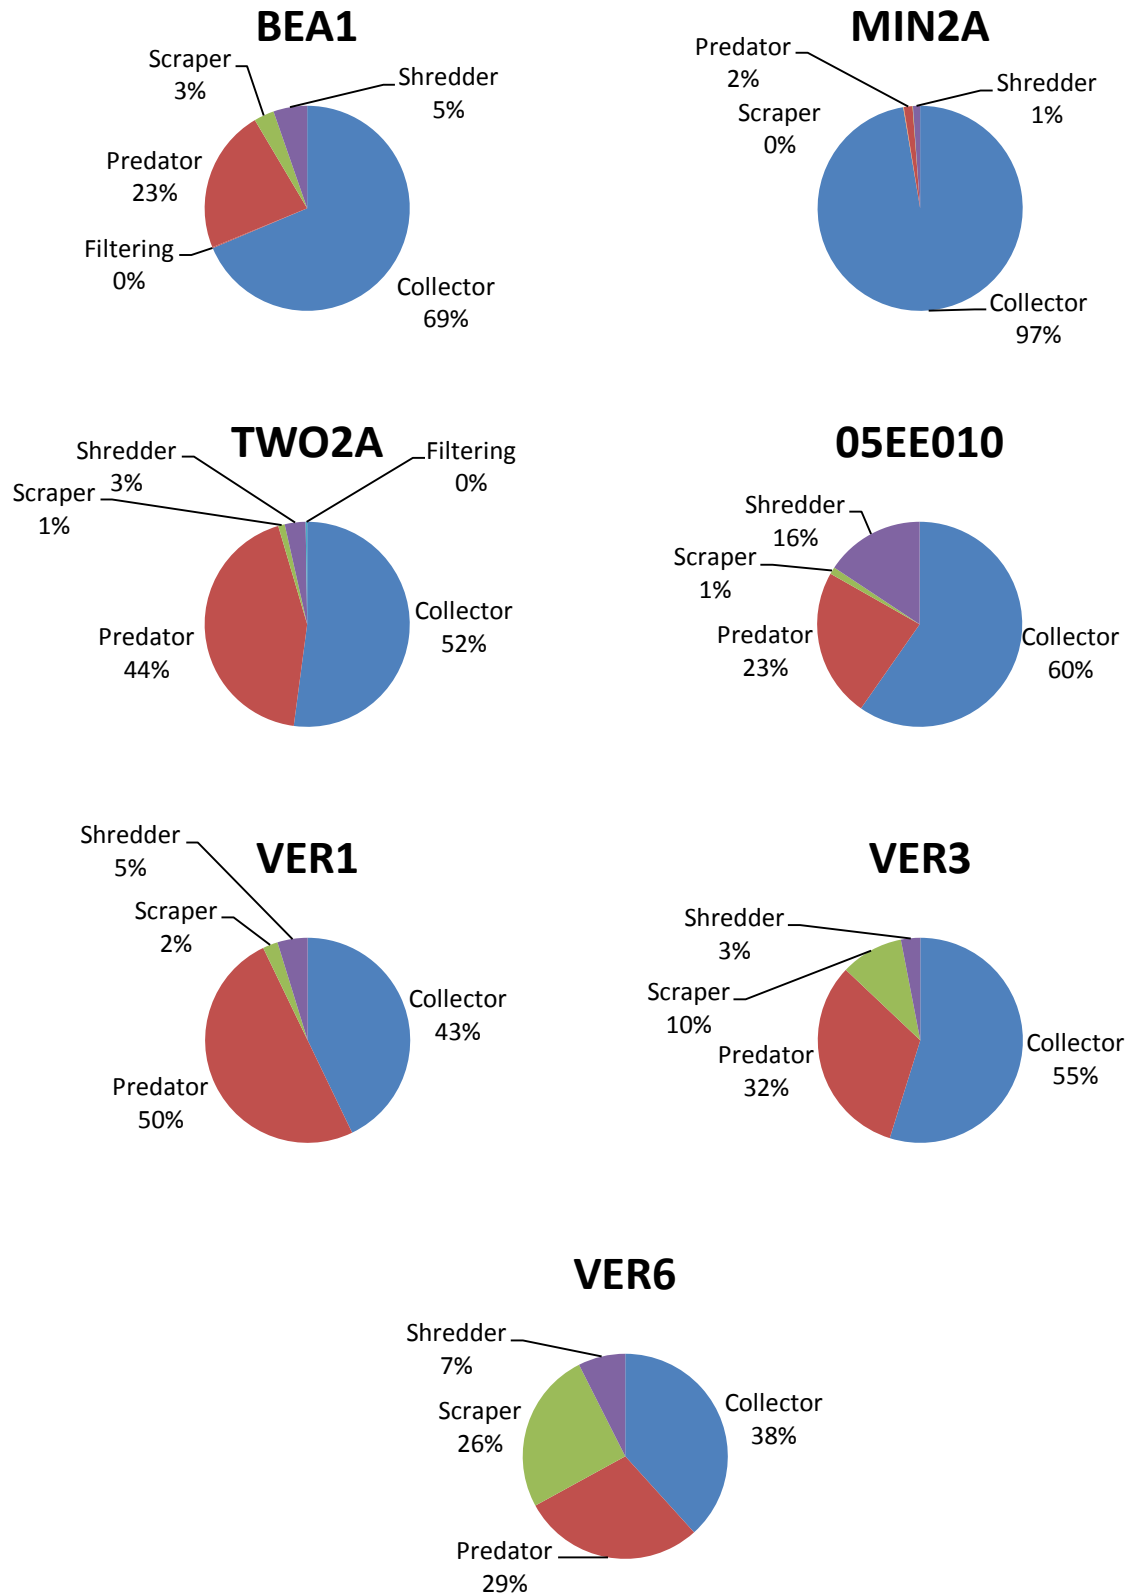 BEA1
Scraper
3%
Shredder
5%
Predator
23%
Filtering
0%
Collector
69%
MIN2A
Predator
2%
Shredder
1%
Scraper
0%
Collector
97%
TWO2A
Shredder
3%
Filtering
0%
Scraper
1%
Collector
52%
Predator
44%
05EE010
Shredder
16%
Scraper
1%
Predator
23%
Collector
60%
VER1
Shredder
5%
Scraper
2%
Collector
43%
Predator
50%
VER3
Shredder
3%
Scraper
10%
Predator
32%
Collector
55%
VER6
Shredder
7%
Scraper
26%
Collector
38%
Predator
29%